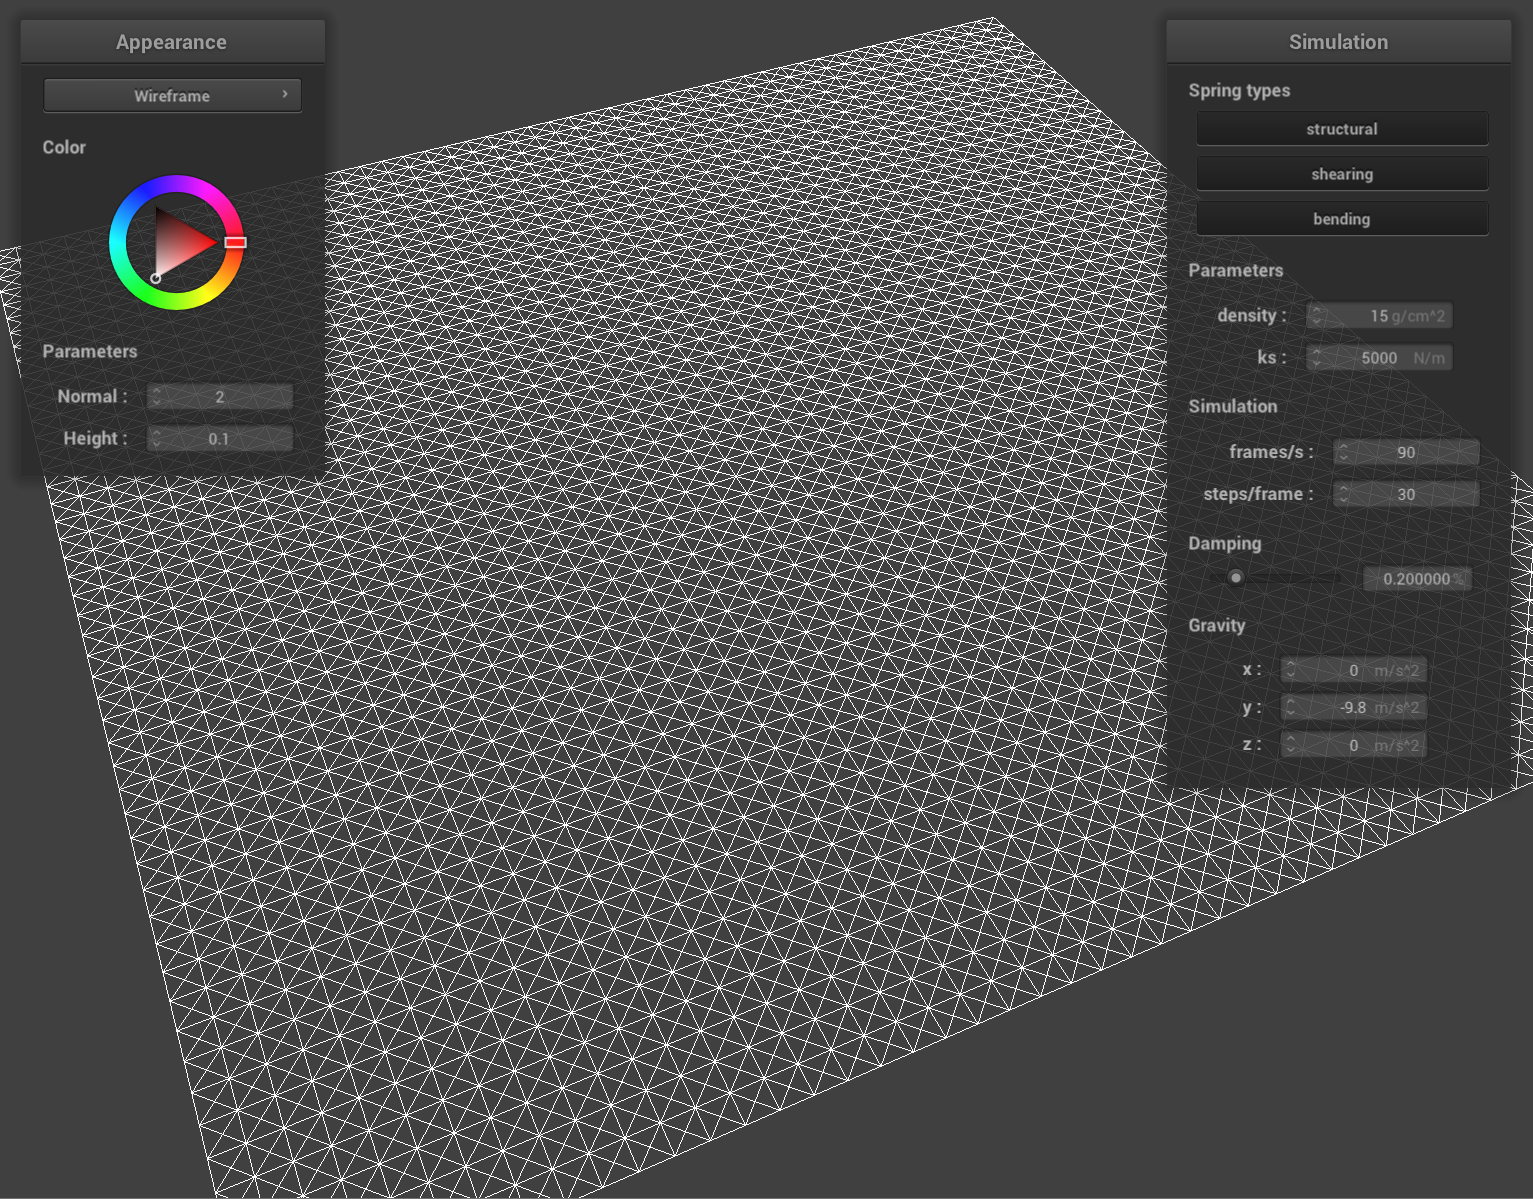 Appearance
Wireframe
Color
Parameters
Normal : 2
Height : 0.1
Simulation
Spring types
structural
shearing
bending
Parameters
density : 15 g/cm^2
ks : 5000 N/m
Simulation
frames/s : 90
steps/frame : 30
Damping
0.200000%
Gravity
x : 0 m/s^2
y : -9.8 m/s^2
z : 0 m/s^2